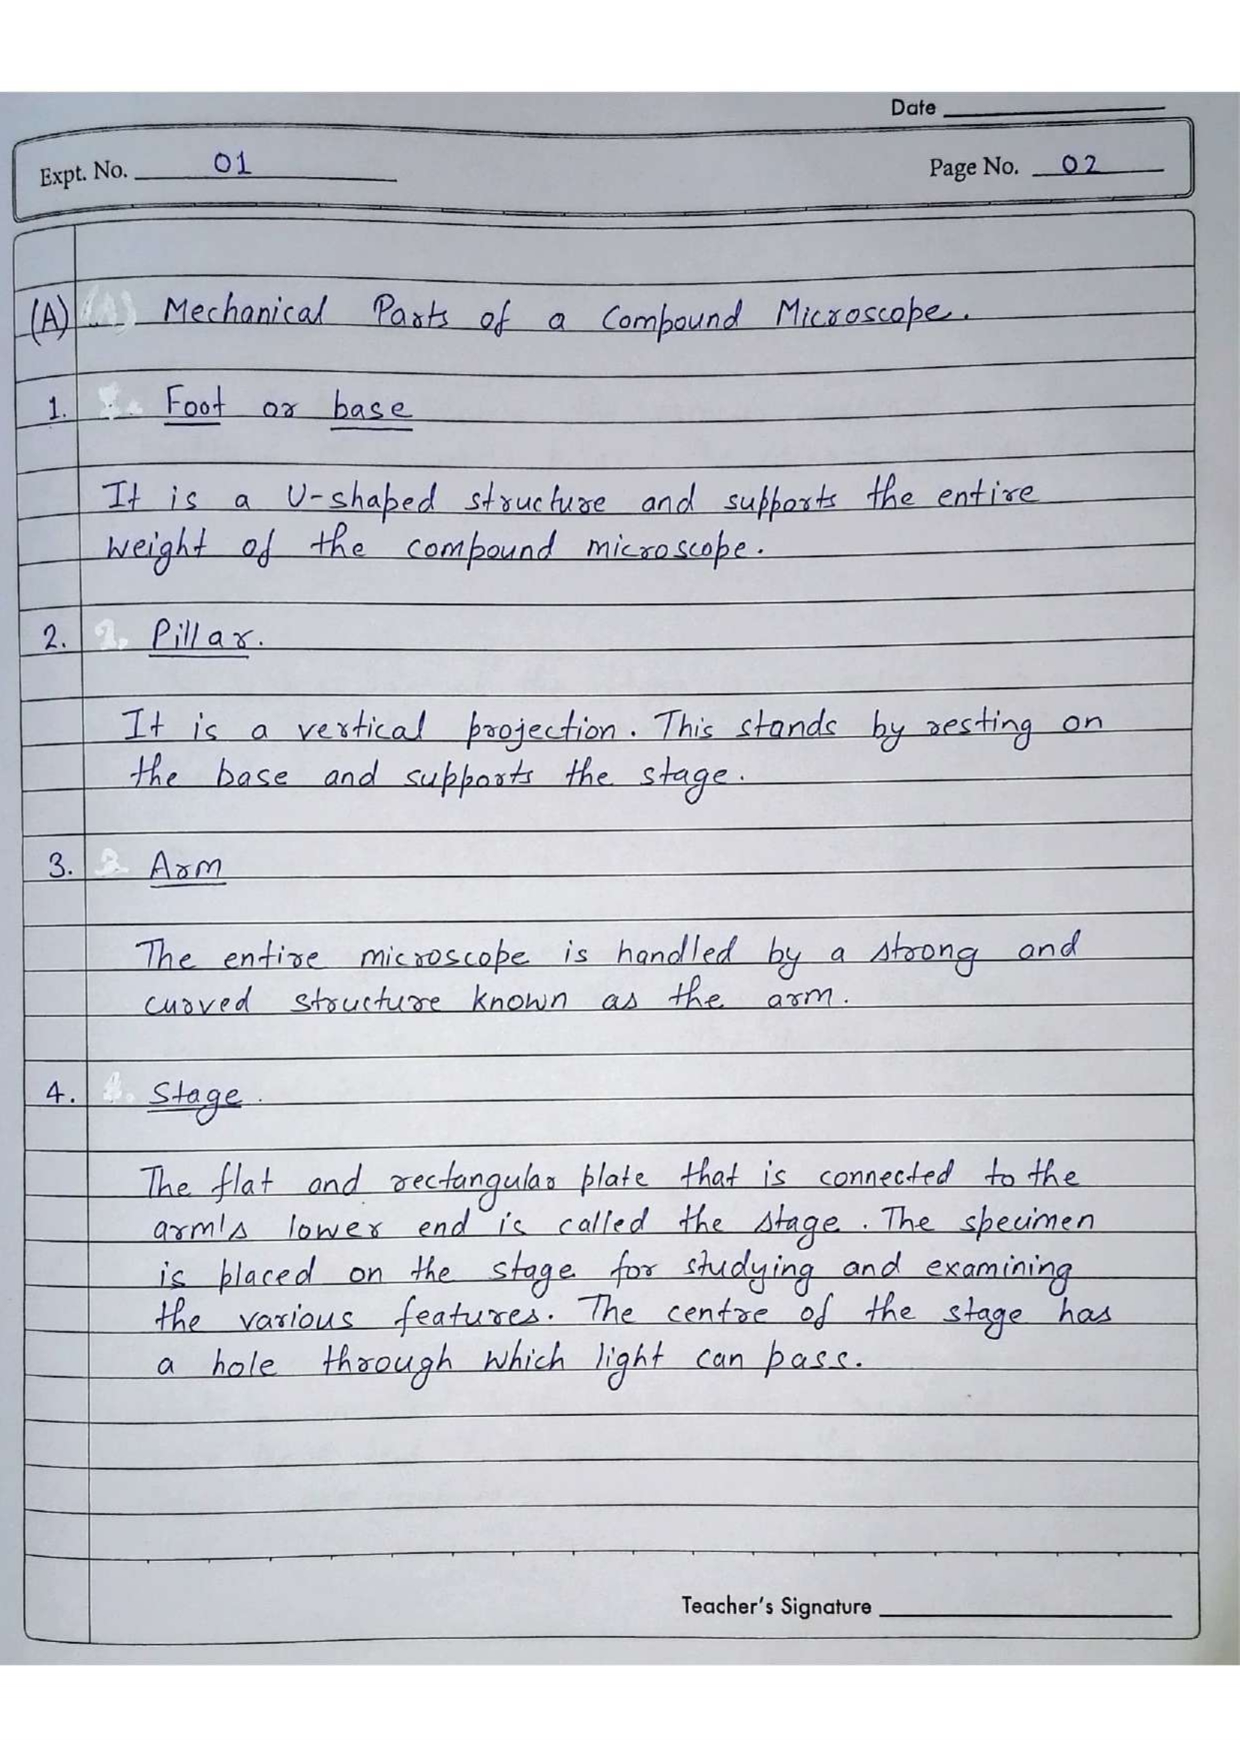 Date
Expt. No. 01
Page No. 02
(A) Mechanical Parts of a Compound Microscope.
1. Foot or base
It is a U-shaped structure and supports the entire
weight of the compound microscope.
2. Pillar.
It is a vertical projection. This stands by resting on
the base and supports the stage.
3. Arm
The entire microscope is handled by a strong and
curved structure known as the arm.
4. Stage.
The flat and rectangular plate that is connected to the
arm's lower end is called the stage. The specimen
is placed on the stage for studying and examining
the various features. The centre of the stage has
a hole through which light can pass.
Teacher's Signature